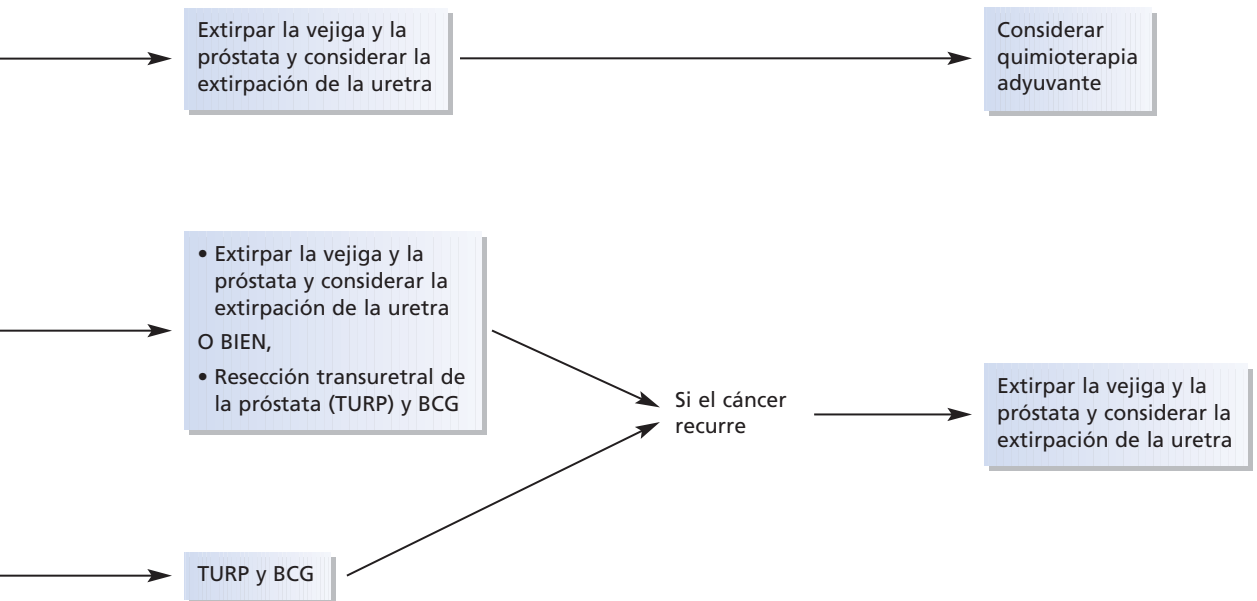 Extirpar la vejiga y la
próstata y considerar la
extirpación de la uretra
Considerar
quimioterapia
adyuvante
• Extirpar la vejiga y la
próstata y considerar la
extirpación de la uretra
O BIEN,
• Resección transuretral de
la próstata (TURP) y BCG
Si el cáncer
recurre
Extirpar la vejiga y la
próstata y considerar la
extirpación de la uretra
TURP y BCG